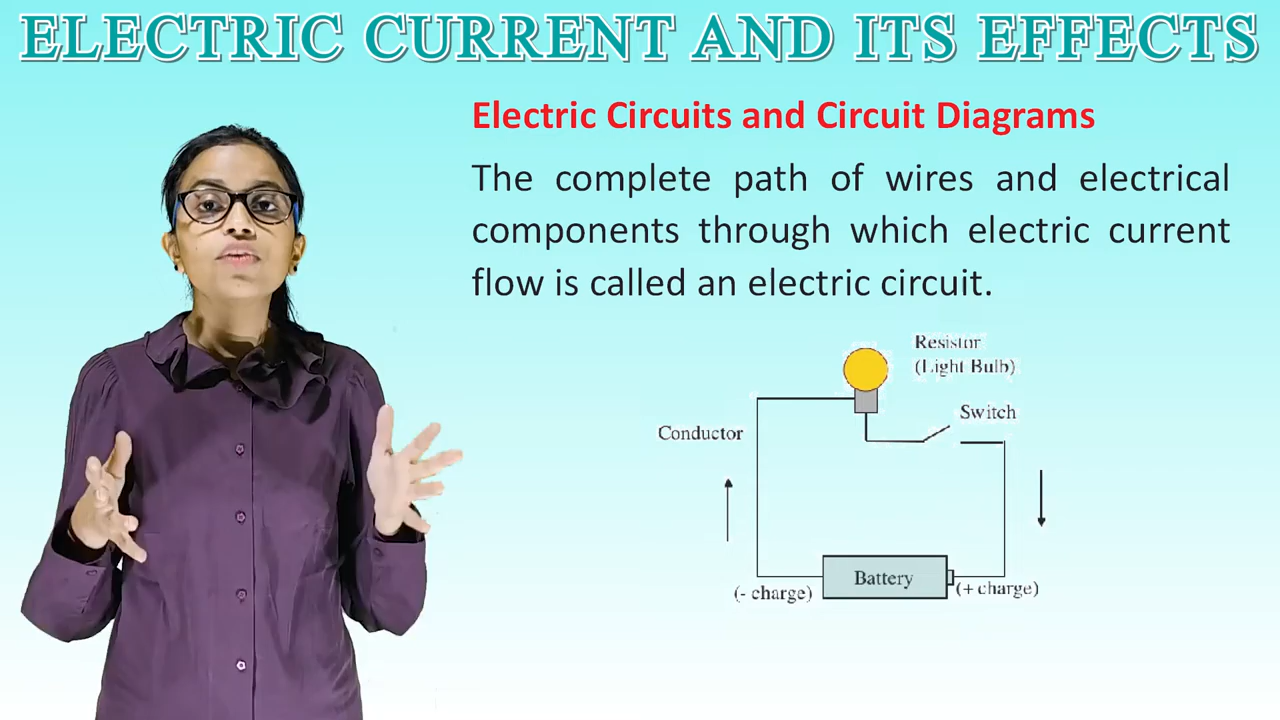 ELECTRIC CURRENT AND ITS EFFECTS
Electric Circuits and Circuit Diagrams
The complete path of wires and electrical
components through which electric current
flow is called an electric circuit.
Resistor
(Light Bulb)
Switch
Conductor
Battery
(- charge)
(+ charge)